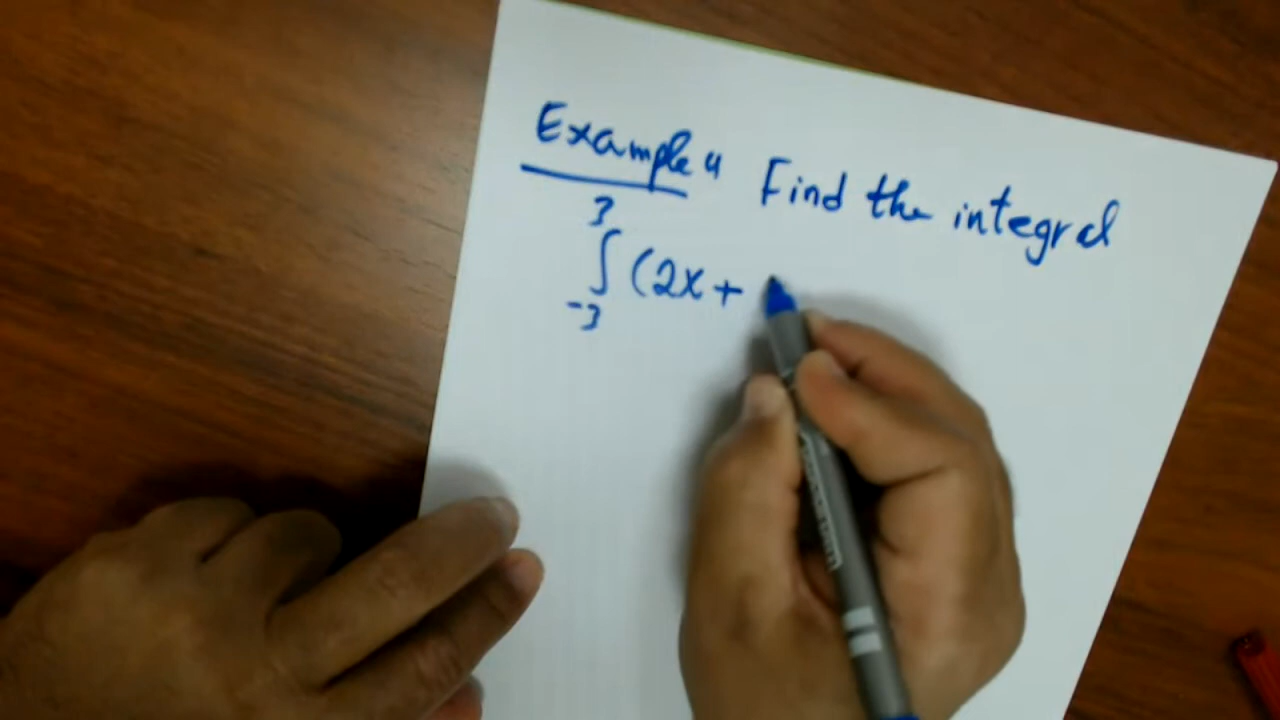 Example 4 Find the integral
∫_{-3}^{3} (2x +